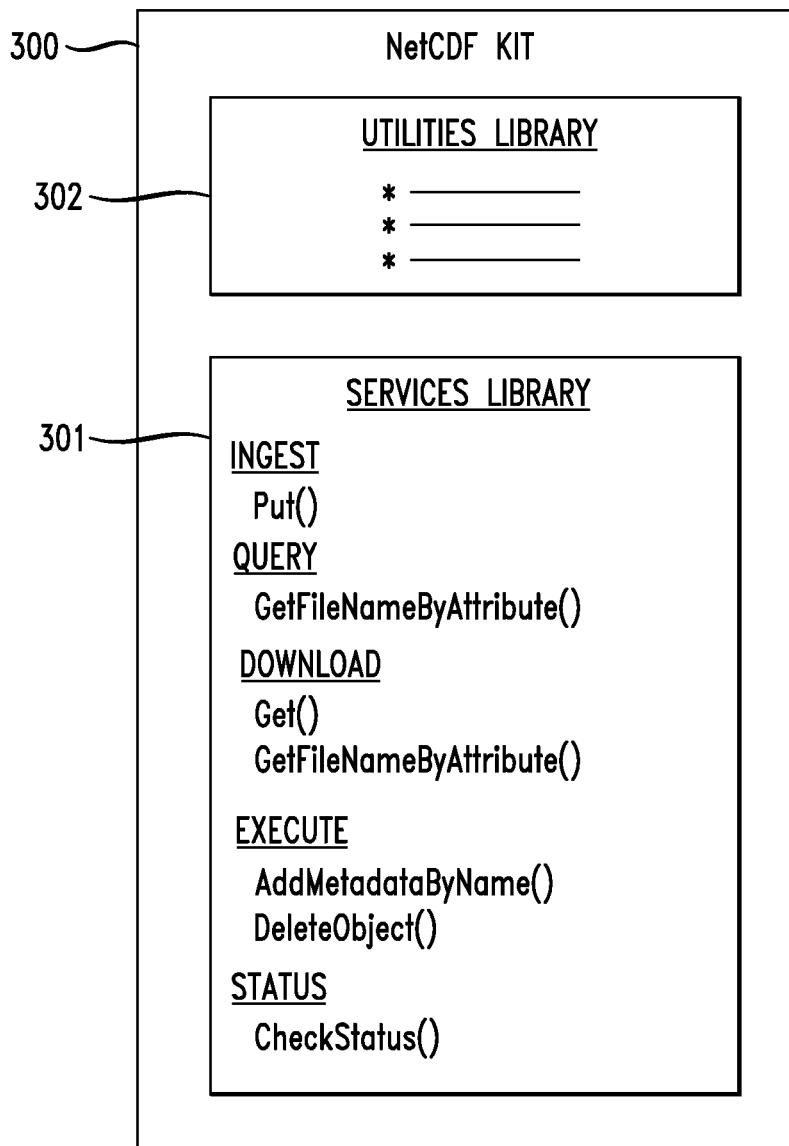 300
NetCDF KIT
UTILITIES LIBRARY
302
*
*
*
SERVICES LIBRARY
301
INGEST
Put()
QUERY
GetFileNameByAttribute()
DOWNLOAD
Get()
GetFileNameByAttribute()
EXECUTE
AddMetadataByName()
DeleteObject()
STATUS
CheckStatus()